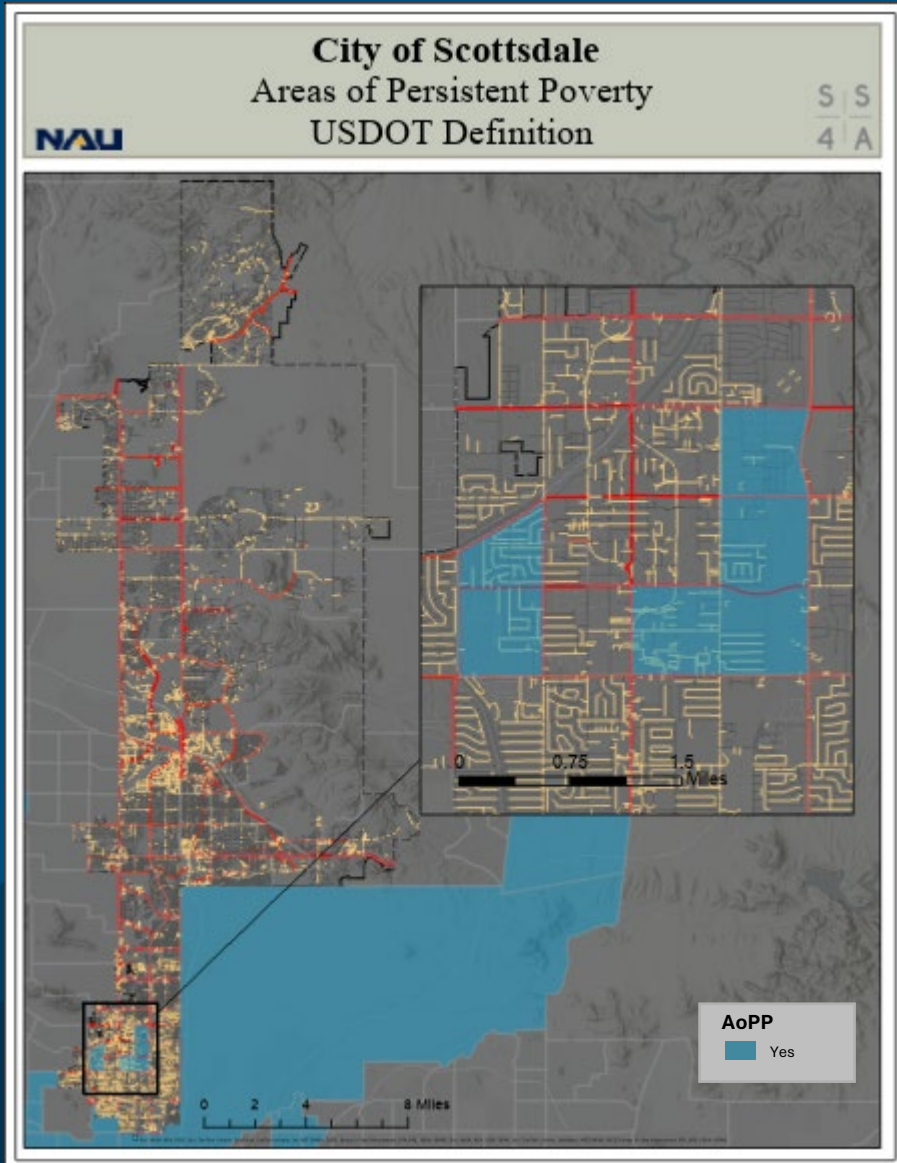 City of Scottsdale
Areas of Persistent Poverty
USDOT Definition
NAU
S S
4 A
0 0.75 1.5
Miles
AoPP
Yes
0 2 4 8 Miles